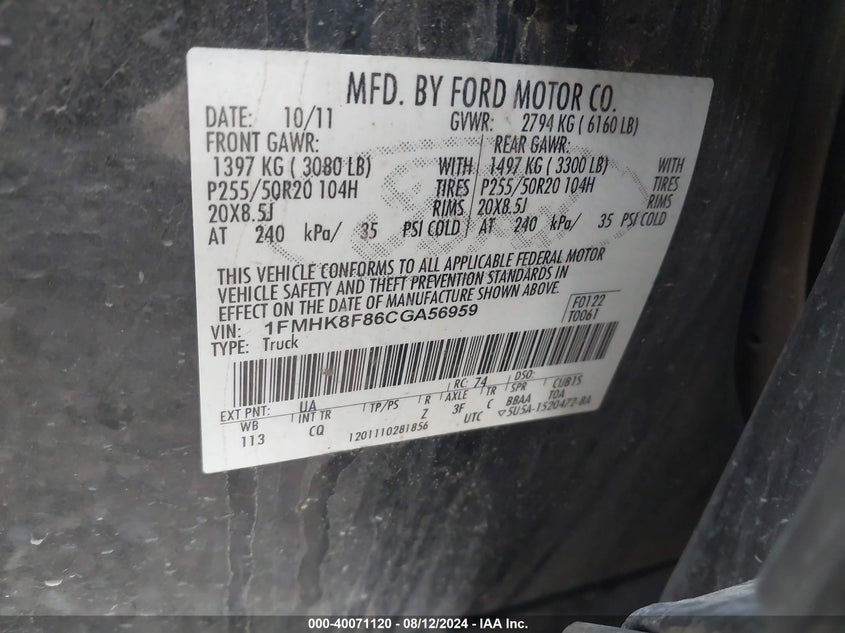 MFD. BY FORD MOTOR CO.
DATE: 10/11 GVWR: 2794 KG ( 6160 LB)
FRONT GAWR: REAR GAWR:
1397 KG ( 3080 LB) WITH 1497 KG ( 3300 LB) WITH
P255/50R20 104H TIRES P255/50R20 104H TIRES
20X8.5J RIMS 20X8.5J RIMS
AT 240 kPa/ 35 PSI COLD AT 240 kPa/ 35 PSI COLD
THIS VEHICLE CONFORMS TO ALL APPLICABLE FEDERAL MOTOR
VEHICLE SAFETY AND THEFT PREVENTION STANDARDS IN
EFFECT ON THE DATE OF MANUFACTURE SHOWN ABOVE.
VIN: 1FMHK8F86CGA56959 F0122
TYPE: Truck T0061
EXT PNT: UA RC: 74 DSO:
WB INT TR TP/PS R AXLE TR SPR CUB15
113 CQ Z 3F C BBAA TOA
1201110281856 UTC ▽5U5A-1520472-BA
000-40071120 - 08/12/2024 - IAA Inc.